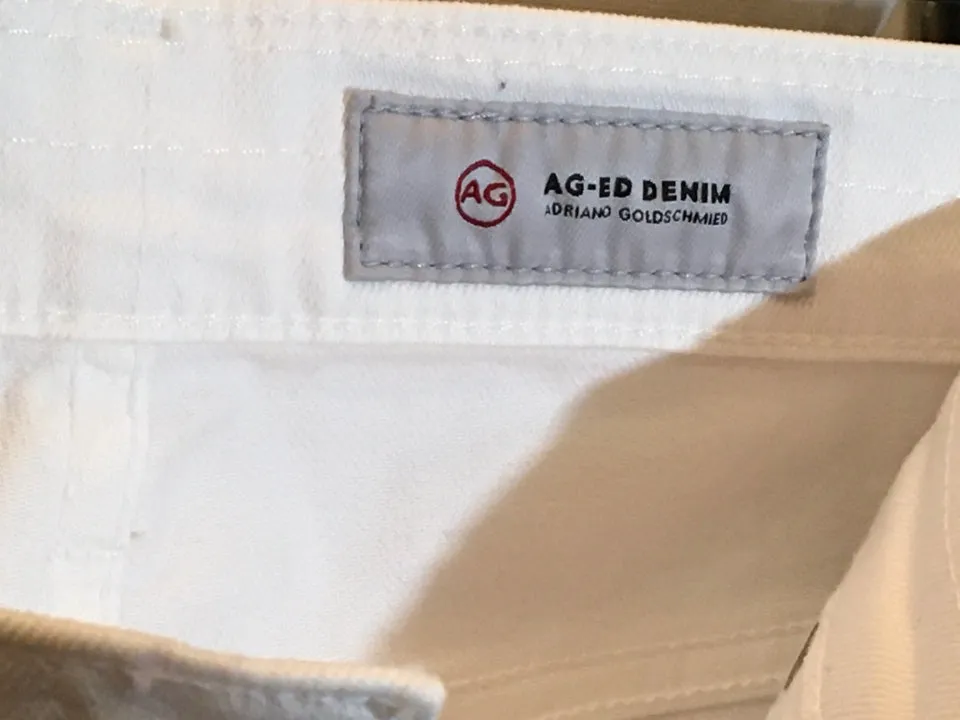 AG
AG-ED DENIM
ADRIANO GOLDSCHMIED